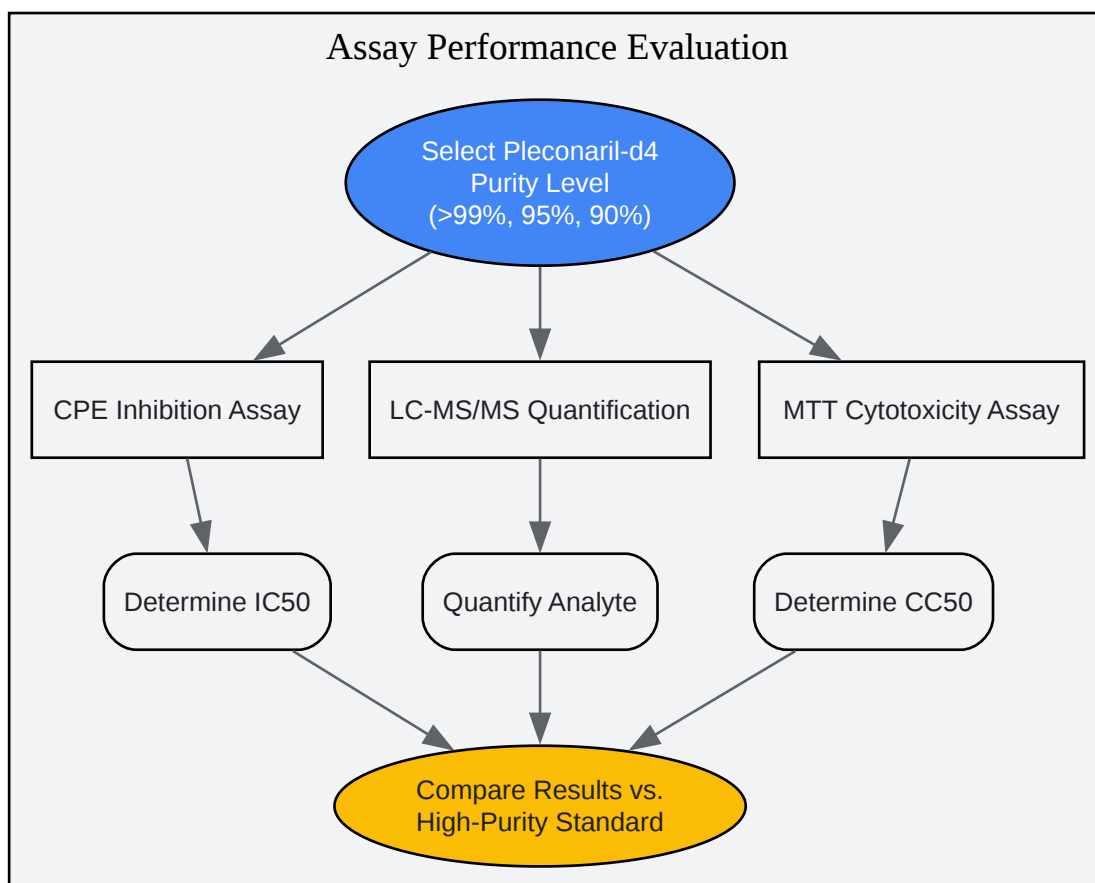 Assay Performance Evaluation
Select Pleconaril-d4
Purity Level
(>99%, 95%, 90%)
CPE Inhibition Assay
LC-MS/MS Quantification
MTT Cytotoxicity Assay
Determine IC50
Quantify Analyte
Determine CC50
Compare Results vs.
High-Purity Standard